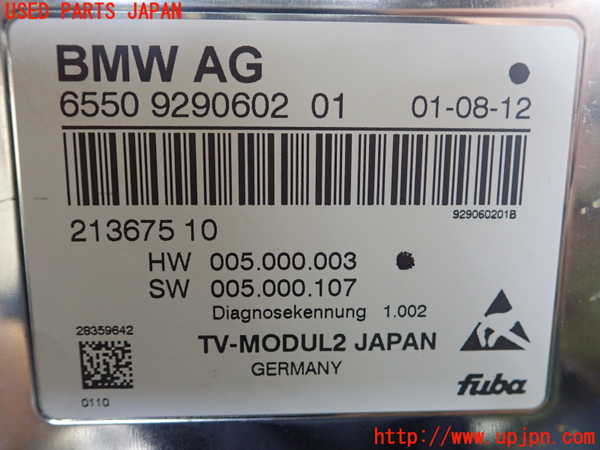 USED PARTS JAPAN
BMW AG
6550 9290602 01 01-08-12
929060201B
213675 10
HW 005.000.003
SW 005.000.107
Diagnosekennung 1.002
28359642
TV-MODUL2 JAPAN
GERMANY
0110
fuba
http://www.upjpn.com